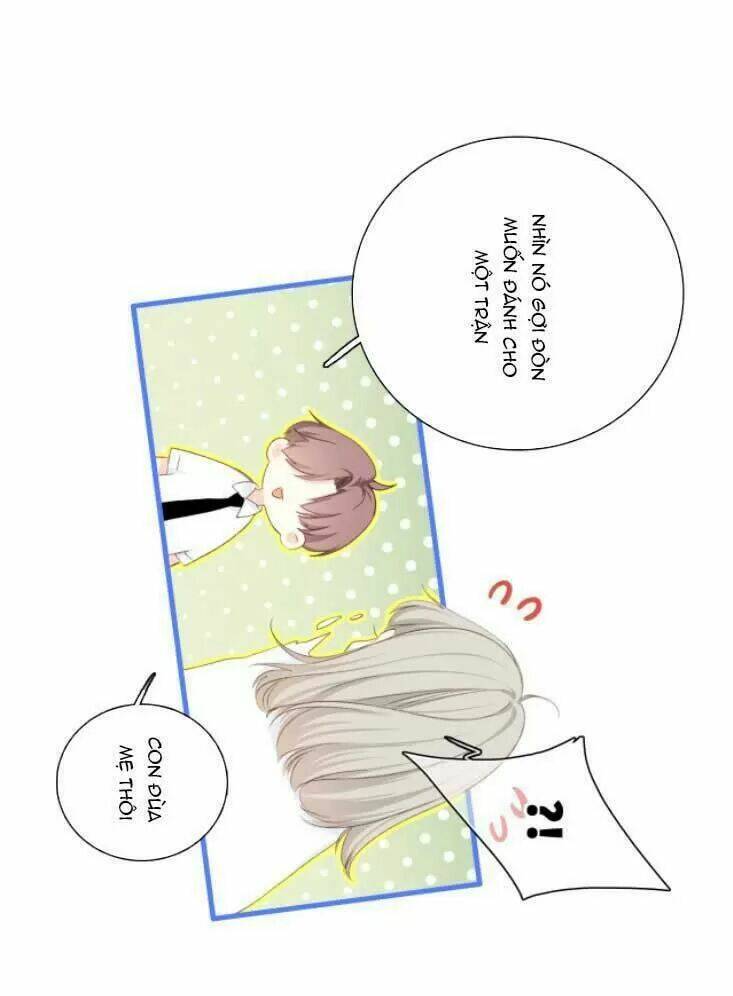 NHÌN NÓ GỢI ĐÒN
MUỐN ĐÁNH CHO
MỘT TRẬN
?!
CON ĐÙA
MẸ THÔI